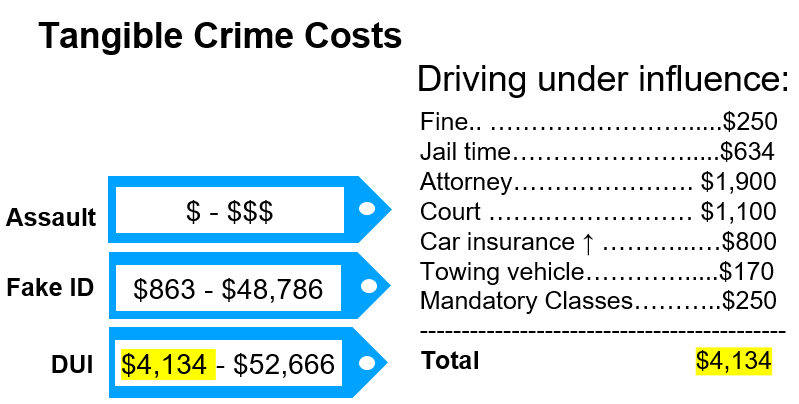 Tangible Crime Costs
Driving under influence:
Fine.. ……………………......$250
Jail time………………….....$634
Attorney…………………. $1,900
Court …….………………. $1,100
Car insurance ↑ ………...…$800
Towing vehicle………….....$170
Mandatory Classes………..$250
--------------------------------------------
Total $4,134
Assault $ - $$$
Fake ID $863 - $48,786
DUI $4,134 - $52,666